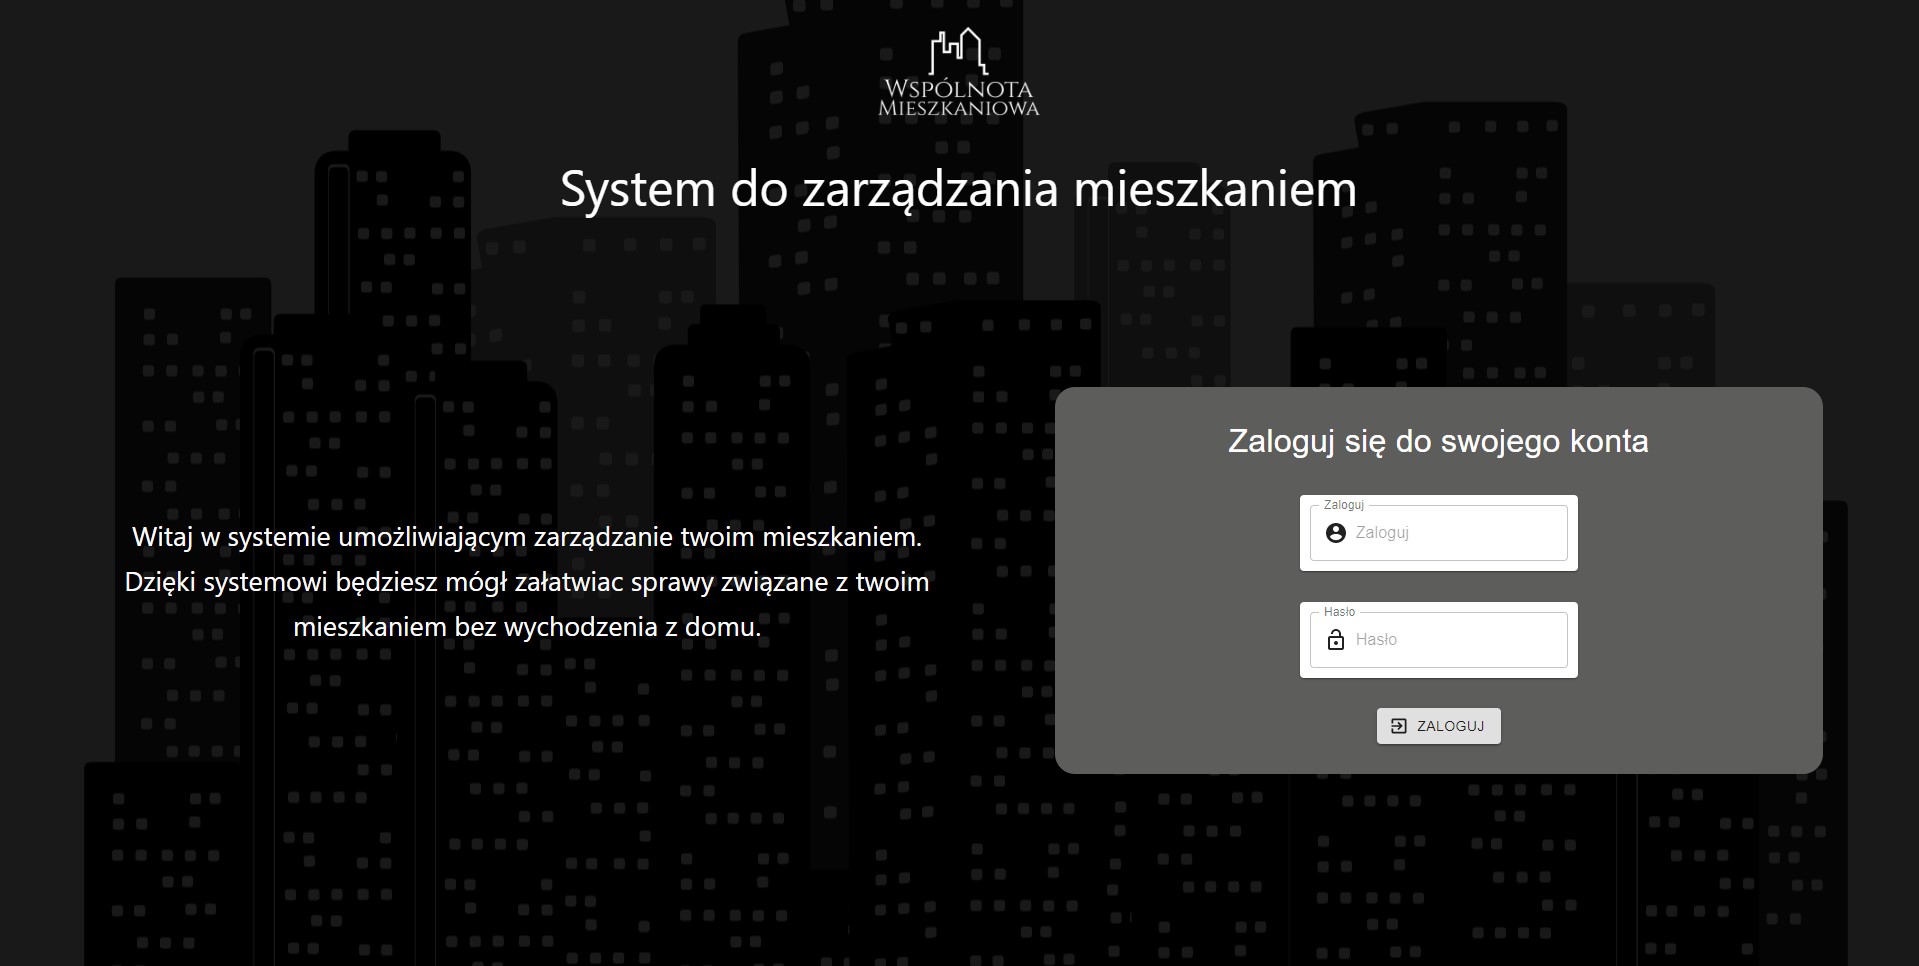 WSPÓLNOTA
MIESZKANIOWA
System do zarządzania mieszkaniem
Witaj w systemie umożliwiającym zarządzanie twoim mieszkaniem.
Dzięki systemowi będziesz mógł załatwiac sprawy związane z twoim
mieszkaniem bez wychodzenia z domu.
Zaloguj się do swojego konta
Zaloguj
Zaloguj
Hasło
Hasło
ZALOGUJ